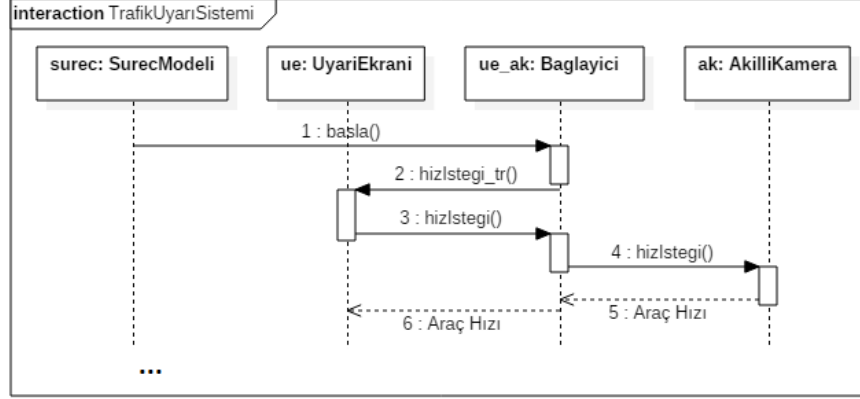 interaction TrafikUyarıSistemi
surec: SurecModeli
ue: UyariEkrani
ue_ak: Baglayici
ak: AkilliKamera
1 : basla()
2 : hizIstegi_tr()
3 : hizIstegi()
4 : hizIstegi()
5 : Araç Hızı
6 : Araç Hızı
...